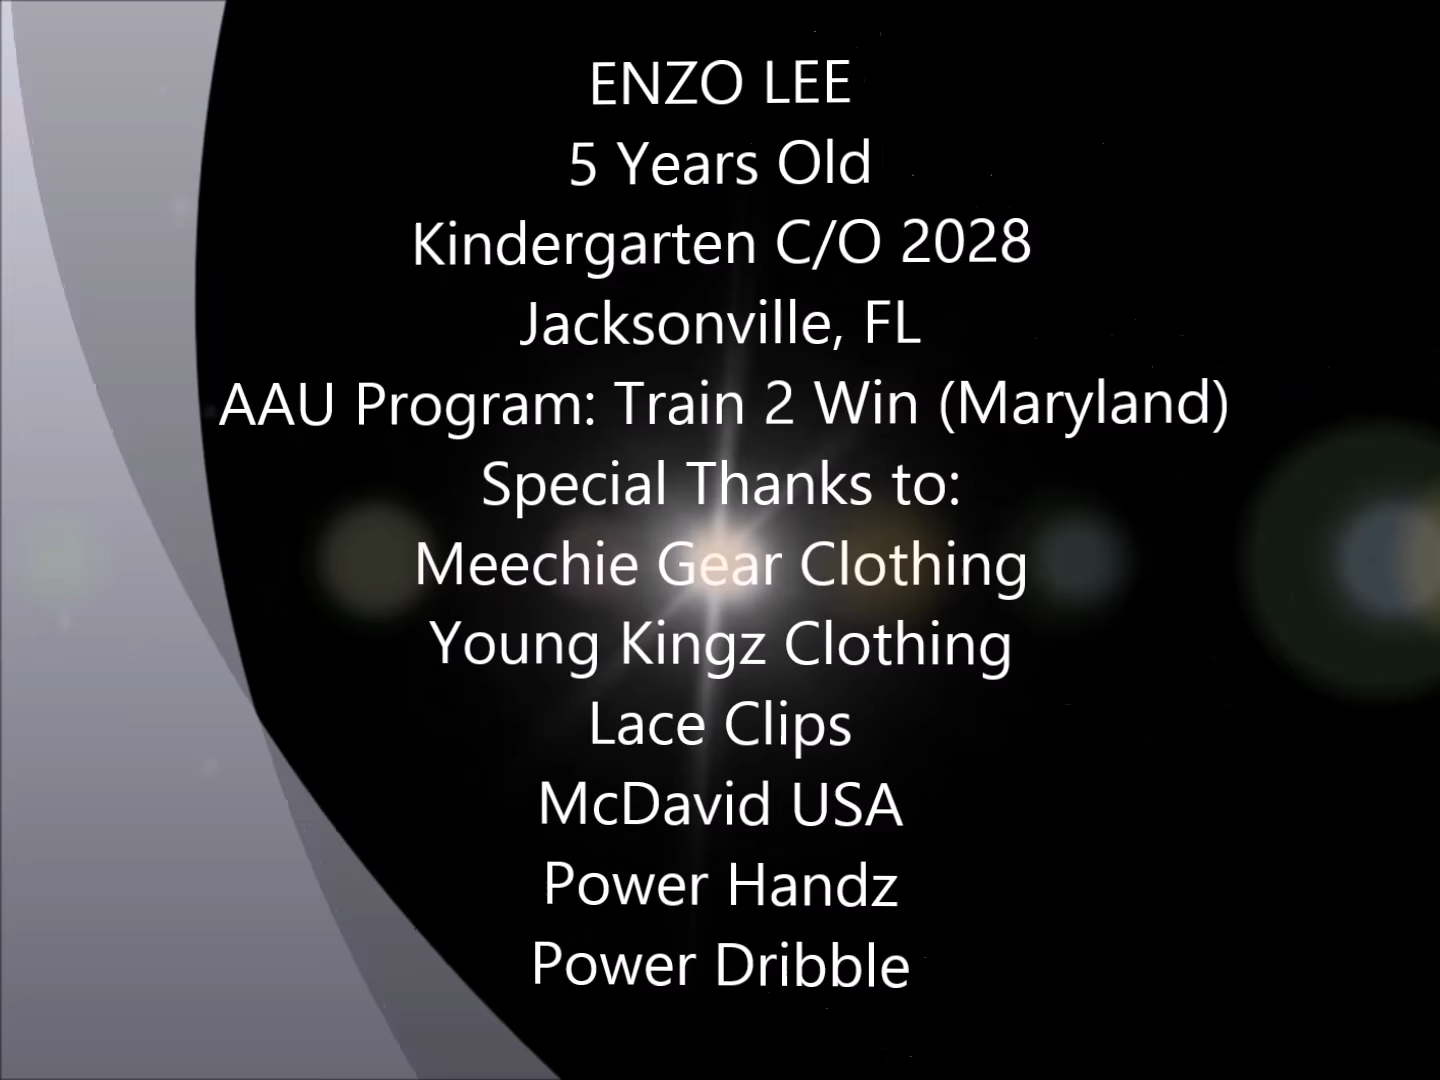 ENZO LEE
5 Years Old
Kindergarten C/O 2028
Jacksonville, FL
AAU Program: Train 2 Win (Maryland)
Special Thanks to:
Meechie Gear Clothing
Young Kingz Clothing
Lace Clips
McDavid USA
Power Handz
Power Dribble